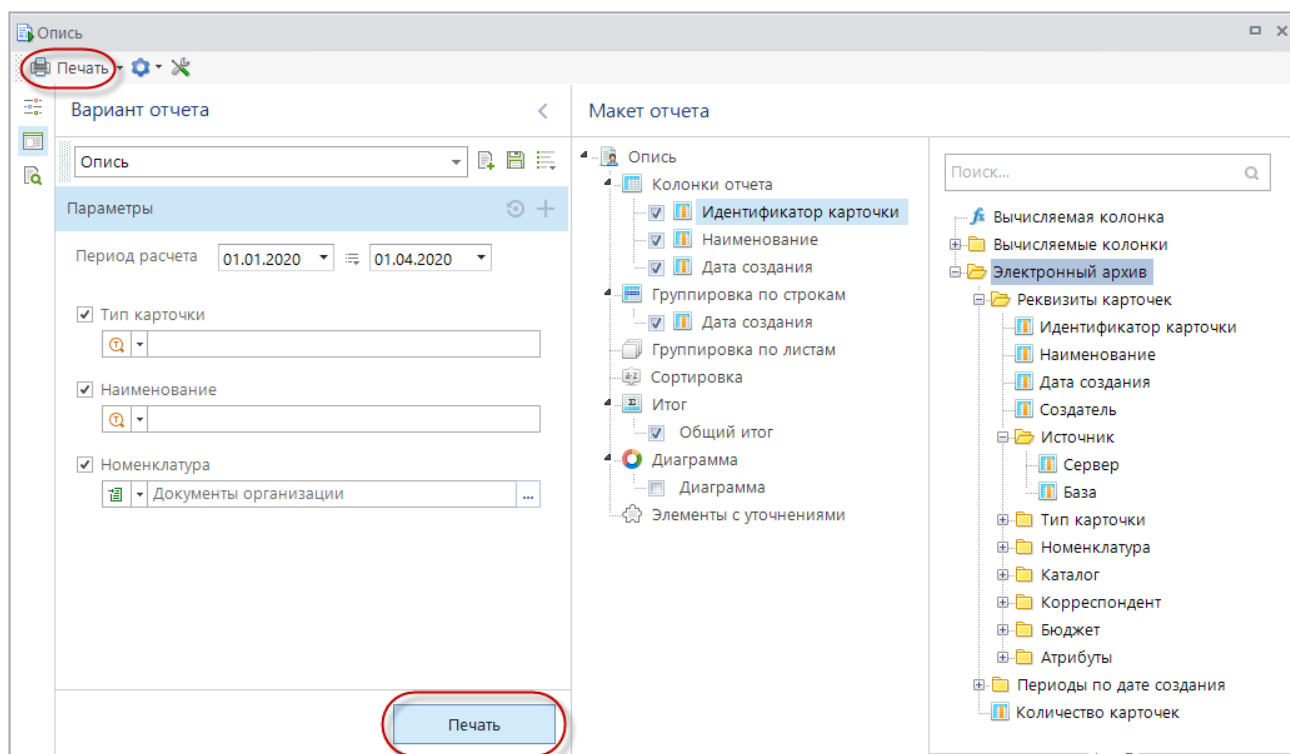 Опись
Печать
Вариант отчета
Опись
Параметры
Период расчета 01.01.2020 01.04.2020
Тип карточки
Наименование
Номенклатура
Документы организации ...
Печать
Макет отчета
Опись
Колонки отчета
Идентификатор карточки
Наименование
Дата создания
Группировка по строкам
Дата создания
Группировка по листам
Сортировка
Итог
Общий итог
Диаграмма
Диаграмма
Элементы с уточнениями
Поиск...
Вычисляемая колонка
Вычисляемые колонки
Электронный архив
Реквизиты карточек
Идентификатор карточки
Наименование
Дата создания
Создатель
Источник
Сервер
База
Тип карточки
Номенклатура
Каталог
Корреспондент
Бюджет
Атрибуты
Периоды по дате создания
Количество карточек